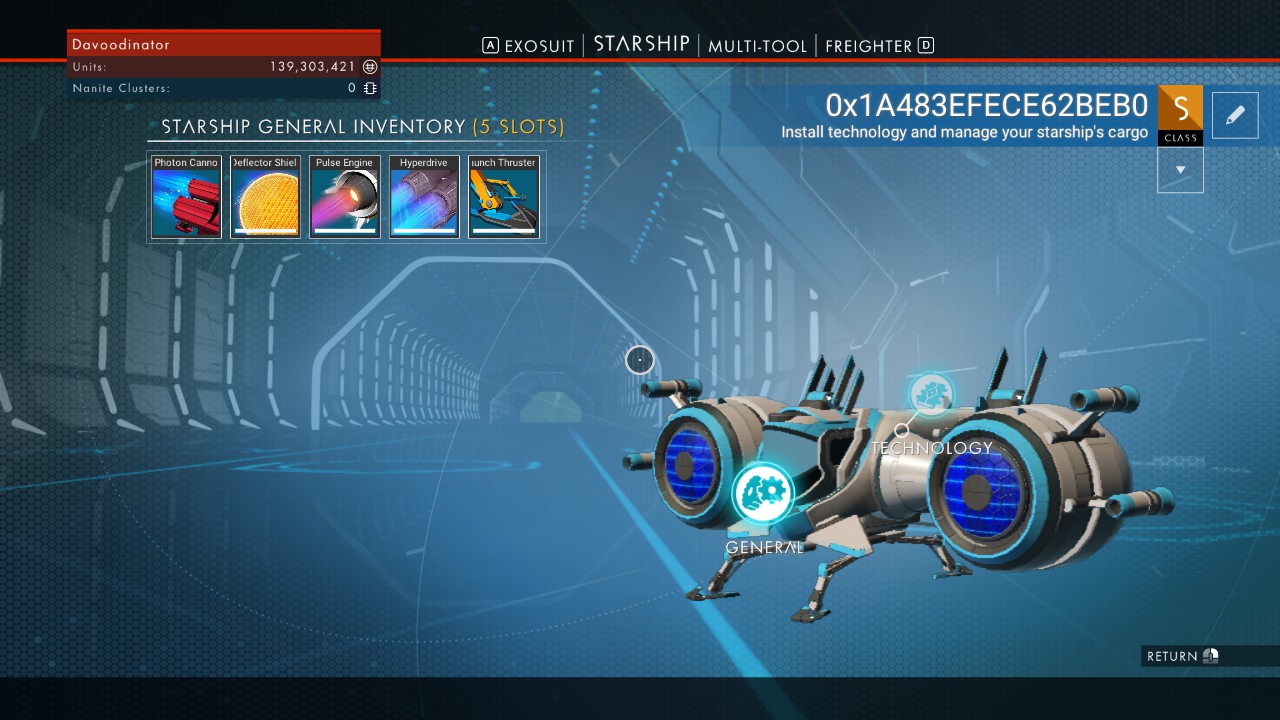 Davoodinator
Units: 139,303,421
Nanite Clusters: 0
A EXOSUIT STARSHIP MULTI-TOOL FREIGHTER D
0x1A483EFECE62BEB0
Install technology and manage your starship's cargo
S
CLASS
STARSHIP GENERAL INVENTORY (5 SLOTS)
Photon Canno Deflector Shiel Pulse Engine Hyperdrive unch Thruster
TECHNOLOGY
GENERAL
RETURN